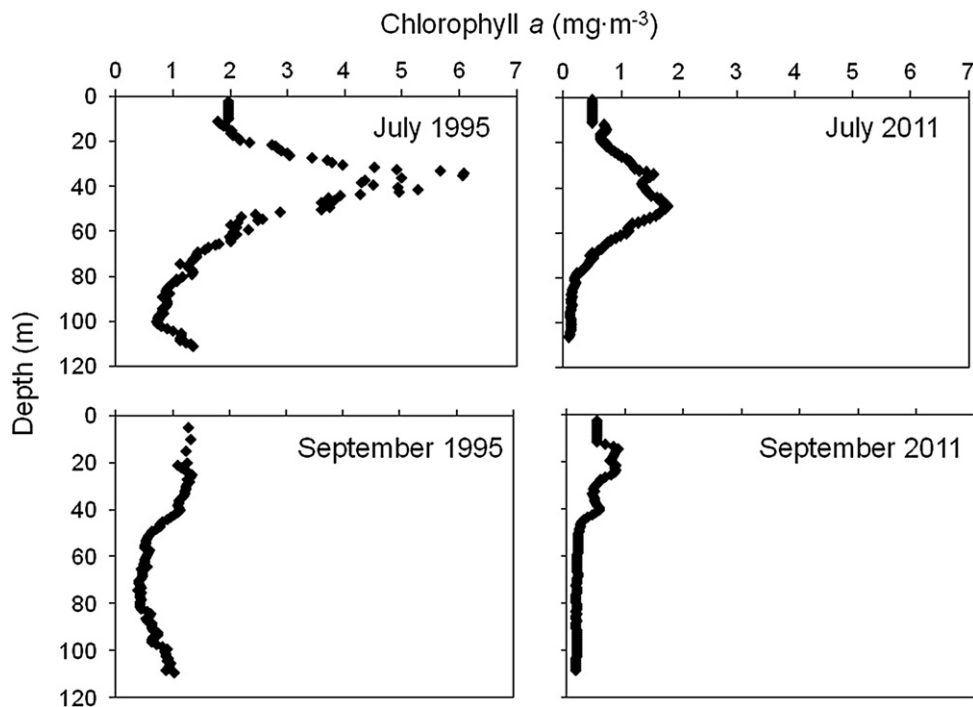 Chlorophyll a (mg·m-3)
0 1 2 3 4 5 6 7
0 1 2 3 4 5 6 7
0
20
40
60
80
100
120
July 1995
July 2011
Depth (m)
0
20
40
60
80
100
120
September 1995
September 2011